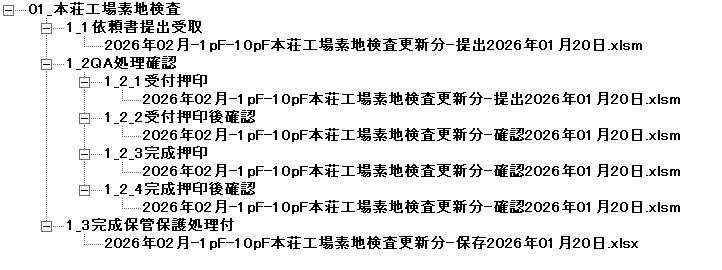 01_本荘工場素地検査
1_1依頼書提出受取
2026年02月-1pF-10pF本荘工場素地検査更新分-提出2026年01月20日.xlsm
1_2QA処理確認
1_2_1受付押印
2026年02月-1pF-10pF本荘工場素地検査更新分-提出2026年01月20日.xlsm
1_2_2受付押印後確認
2026年02月-1pF-10pF本荘工場素地検査更新分-確認2026年01月20日.xlsm
1_2_3完成押印
2026年02月-1pF-10pF本荘工場素地検査更新分-確認2026年01月20日.xlsm
1_2_4完成押印後確認
2026年02月-1pF-10pF本荘工場素地検査更新分-確認2026年01月20日.xlsm
1_3完成保管保護処理付
2026年02月-1pF-10pF本荘工場素地検査更新分-保存2026年01月20日.xlsx